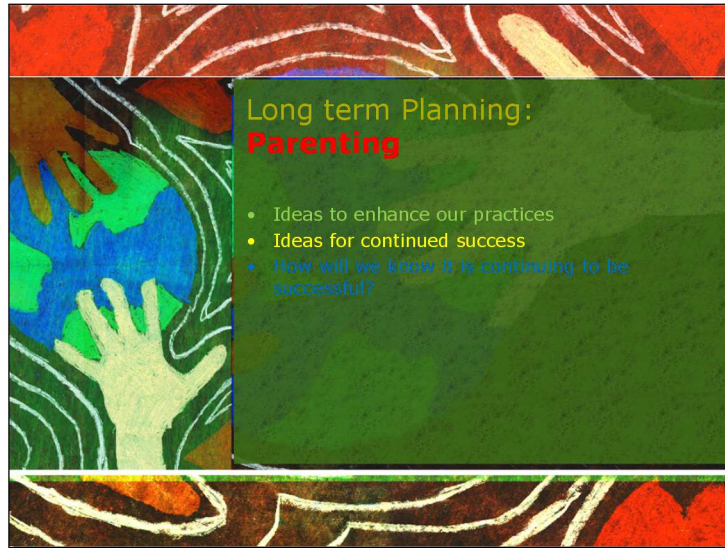 Long term Planning:
Parenting
• Ideas to enhance our practices
• Ideas for continued success
• How will we know it is continuing to be
successful?